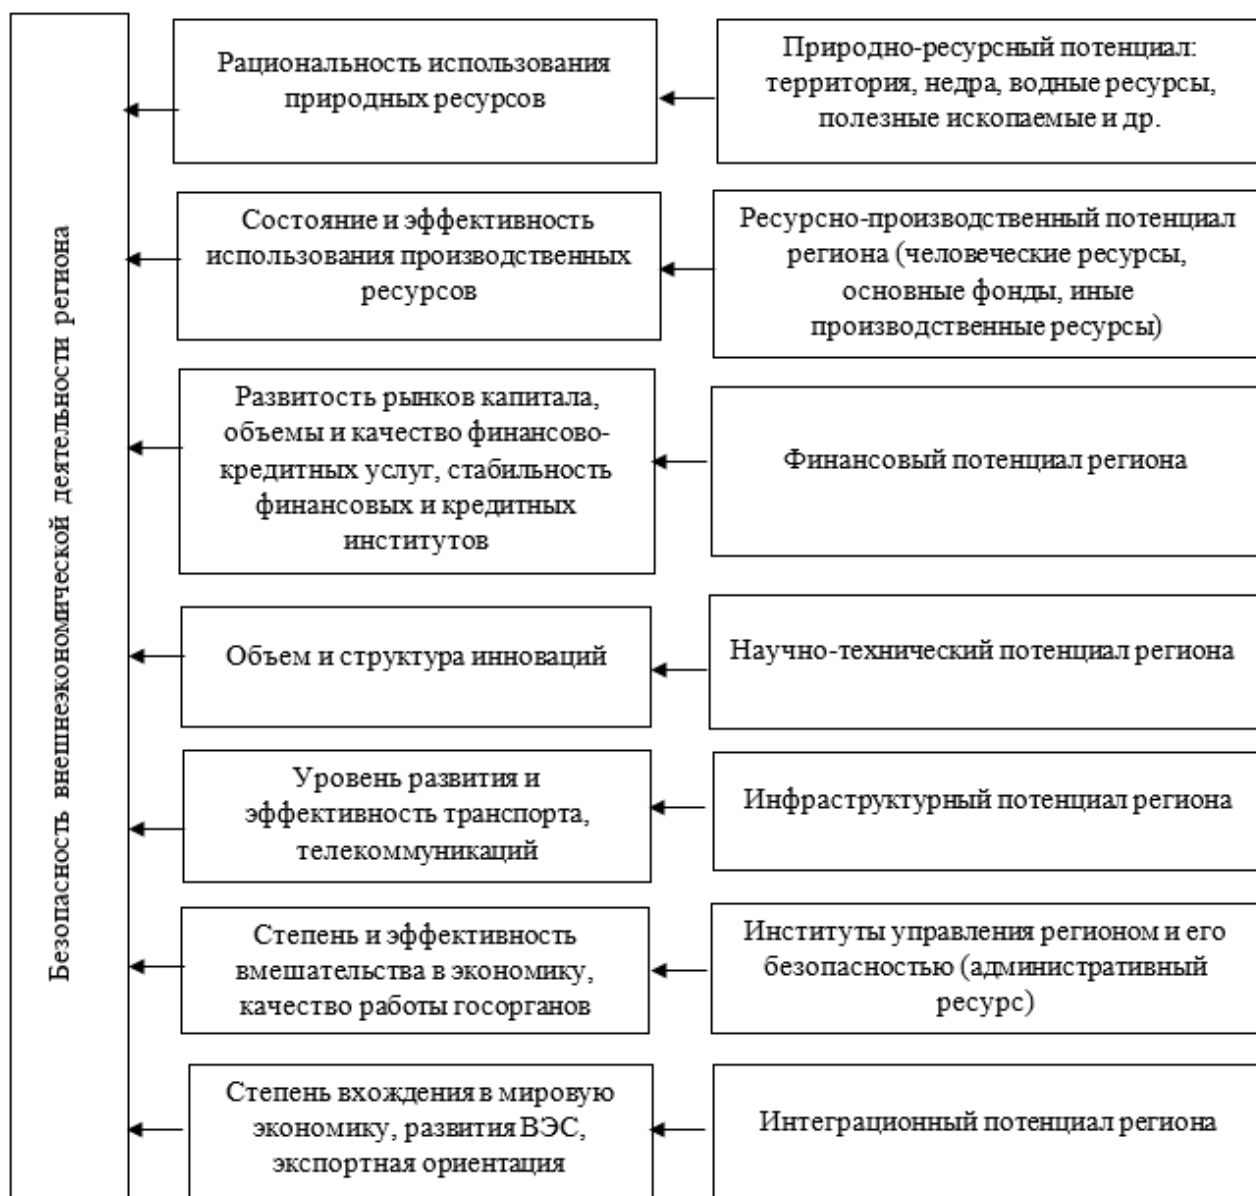 Безопасность внешнеэкономической деятельности региона
Рациональность использования
природных ресурсов
Природно-ресурсный потенциал:
территория, недра, водные ресурсы,
полезные ископаемые и др.
Состояние и эффективность
использования производственных
ресурсов
Ресурсно-производственный потенциал
региона (человеческие ресурсы,
основные фонды, иные
производственные ресурсы)
Развитость рынков капитала,
объемы и качество финансово-
кредитных услуг, стабильность
финансовых и кредитных
институтов
Финансовый потенциал региона
Объем и структура инноваций
Научно-технический потенциал региона
Уровень развития и
эффективность транспорта,
телекоммуникаций
Инфраструктурный потенциал региона
Степень и эффективность
вмешательства в экономику,
качество работы госорганов
Институты управления регионом и его
безопасностью (административный
ресурс)
Степень вхождения в мировую
экономику, развития ВЭС,
экспортная ориентация
Интеграционный потенциал региона